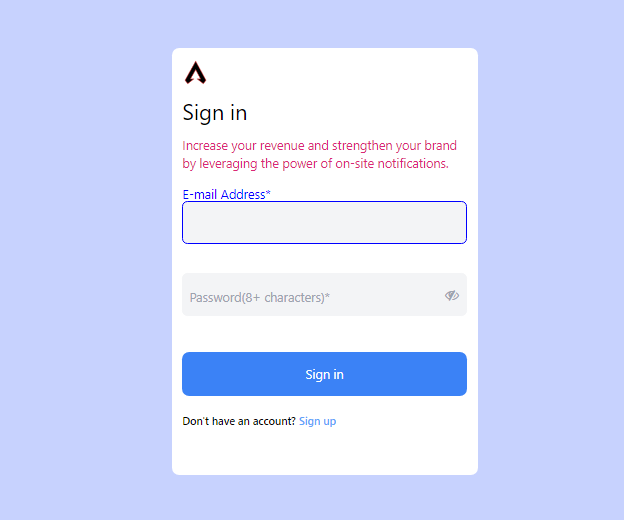 Sign in
Increase your revenue and strengthen your brand
by leveraging the power of on-site notifications.
E-mail Address*
Password(8+ characters)*
Sign in
Don't have an account? Sign up